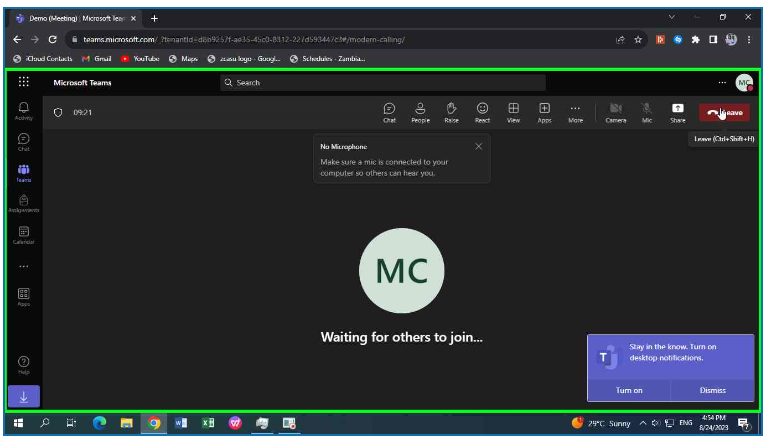 Demo (Meeting) | Microsoft Team
teams.microsoft.com/_?tenantId=d8b9257f-ae35-45c0-8312-227d593447c3#/modern-calling/
iCloud Contacts
Gmail
YouTube
Maps
zcasu logo - Googl...
Schedules - Zambia...
Microsoft Teams
Search
MC
09:21
Chat
People
Raise
React
View
Apps
More
Camera
Mic
Share
Leave
Leave (Ctrl+Shift+H)
Activity
Chat
Teams
Assignments
Calendar
Apps
Help
No Microphone
Make sure a mic is connected to your
computer so others can hear you.
MC
Waiting for others to join...
Stay in the know. Turn on
desktop notifications.
Turn on
Dismiss
29°C Sunny
ENG
4:54 PM
8/24/2023